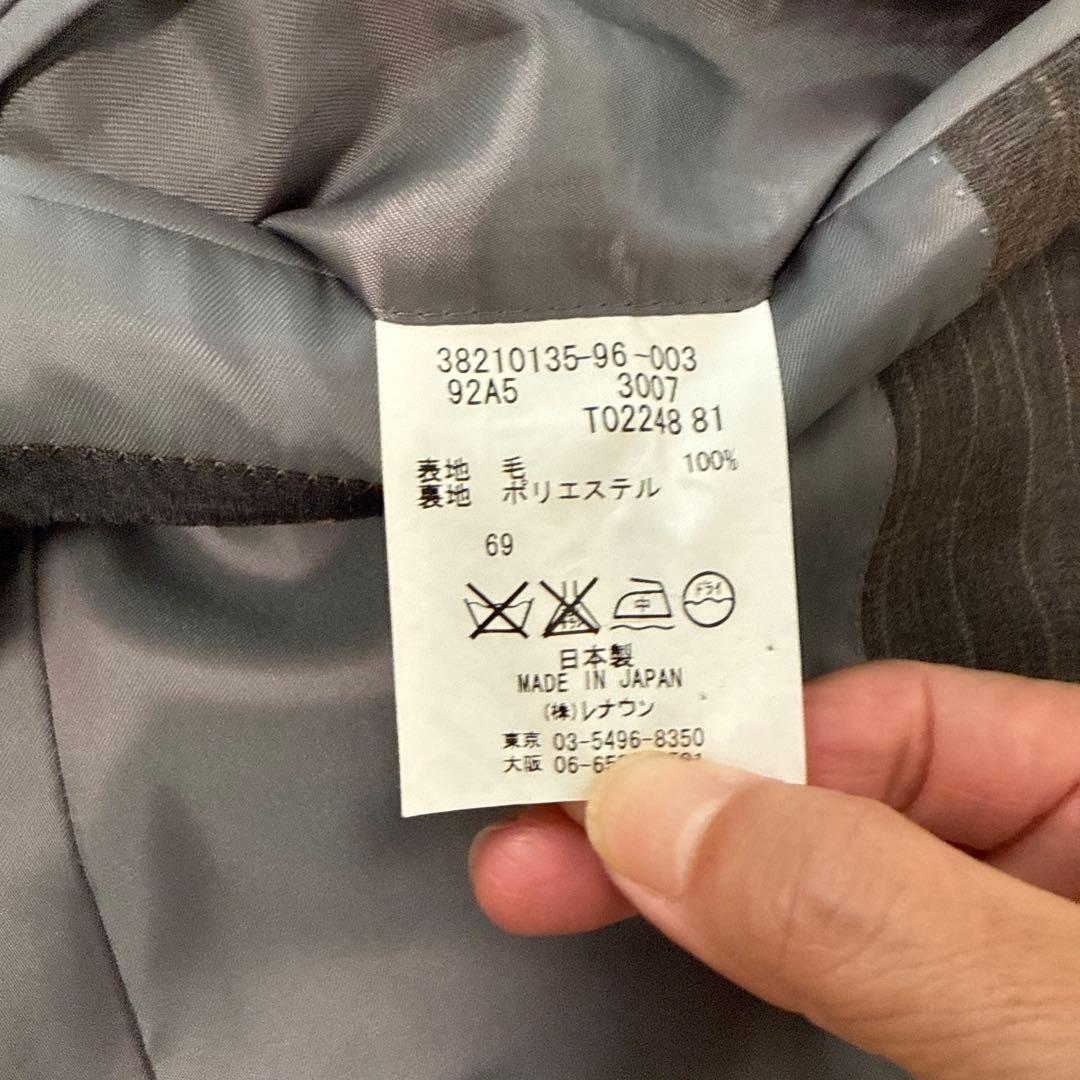 38210135-96-003
92A5 3007
T02248 81
表地 毛 100%
裏地 ポリエステル
69
中 ドライ
日本製
MADE IN JAPAN
(株)レナウン
東京 03-5496-8350
大阪